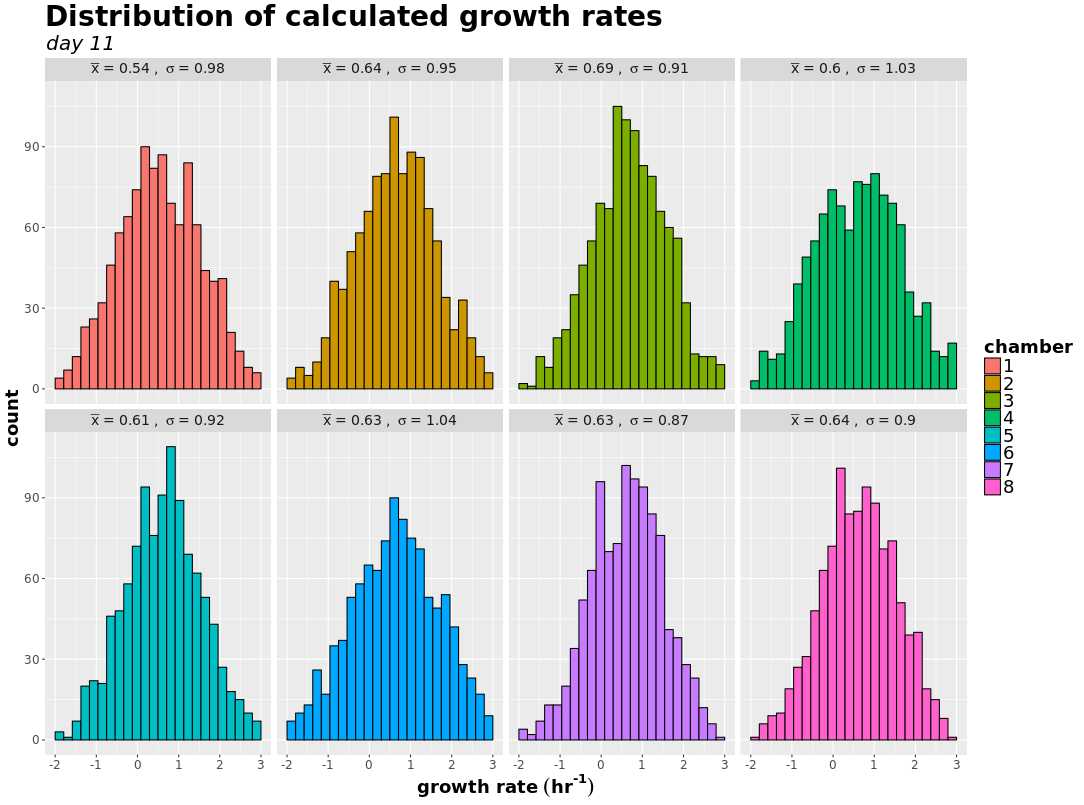 Distribution of calculated growth rates
day 11
x̅ = 0.54 , σ = 0.98
x̅ = 0.64 , σ = 0.95
x̅ = 0.69 , σ = 0.91
x̅ = 0.6 , σ = 1.03
90
60
30
0
x̅ = 0.61 , σ = 0.92
x̅ = 0.63 , σ = 1.04
x̅ = 0.63 , σ = 0.87
x̅ = 0.64 , σ = 0.9
90
60
30
0
-2 -1 0 1 2 3
-2 -1 0 1 2 3
-2 -1 0 1 2 3
-2 -1 0 1 2 3
count
growth rate (hr⁻¹)
chamber
1
2
3
4
5
6
7
8